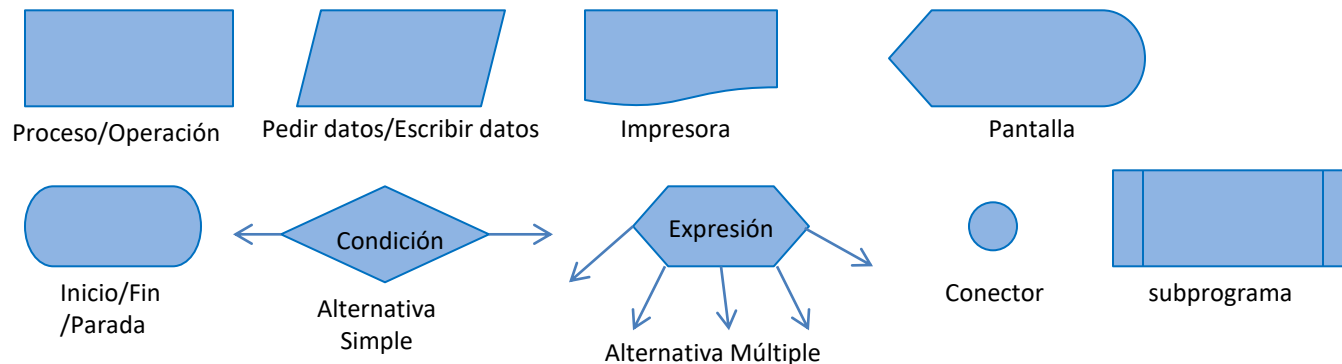 Proceso/Operación
Pedir datos/Escribir datos
Impresora
Pantalla
Condición
Expresión
Inicio/Fin
/Parada
Alternativa
Simple
Alternativa Múltiple
Conector
subprograma